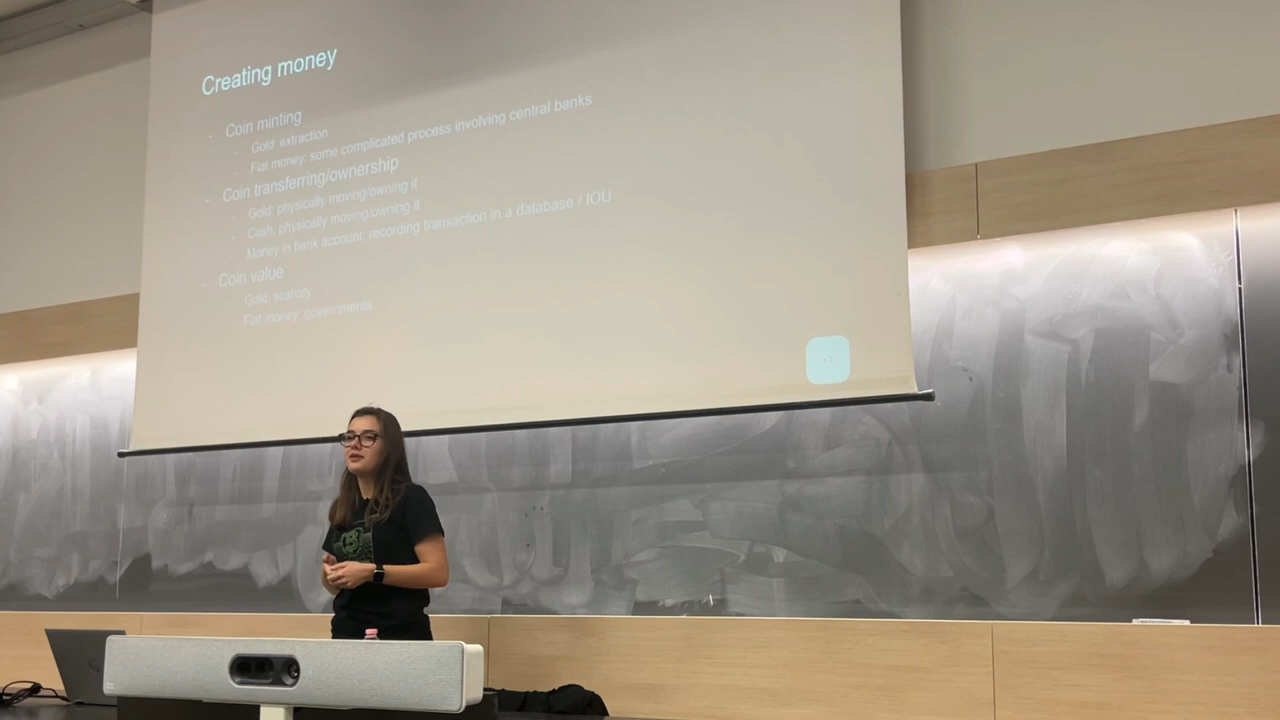 Creating money
- Coin minting
- Gold: extraction
- Fiat money: some complicated process involving central banks
- Coin transferring/ownership
- Gold: physically moving/owning it
- Cash: physically moving/owning it
- Money in bank account: recording transaction in a database / IOU
- Coin value
- Gold: scarcity
- Fiat money: governments